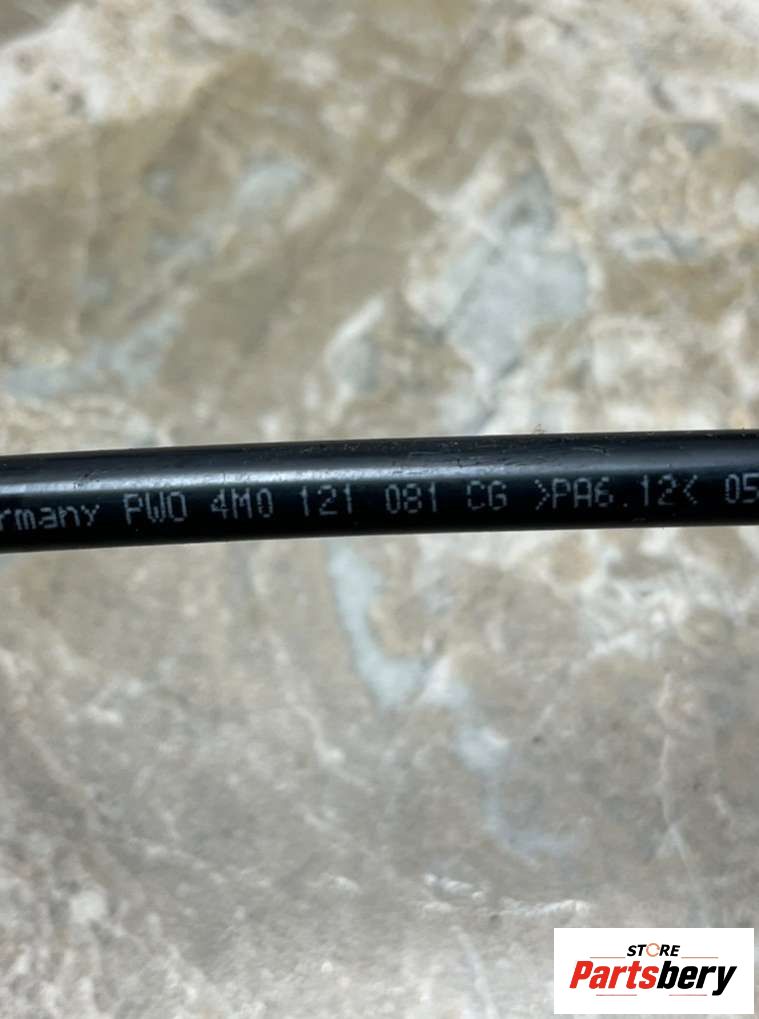 rmany PWO 4M0 121 081 CG >PA6.12< 05
STORE
Partsbery